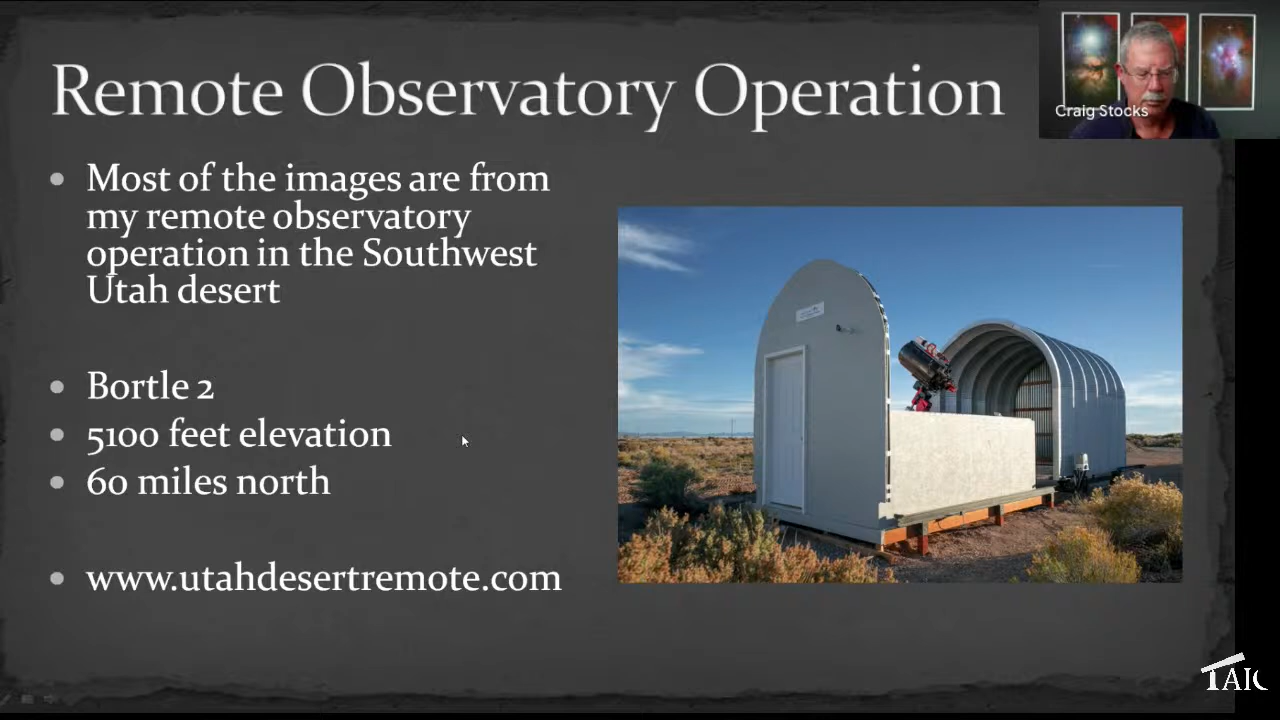 Remote Observatory Operation
Craig Stocks
Most of the images are from
my remote observatory
operation in the Southwest
Utah desert
Bortle 2
5100 feet elevation
60 miles north
www.utahdesertremote.com
TAIC